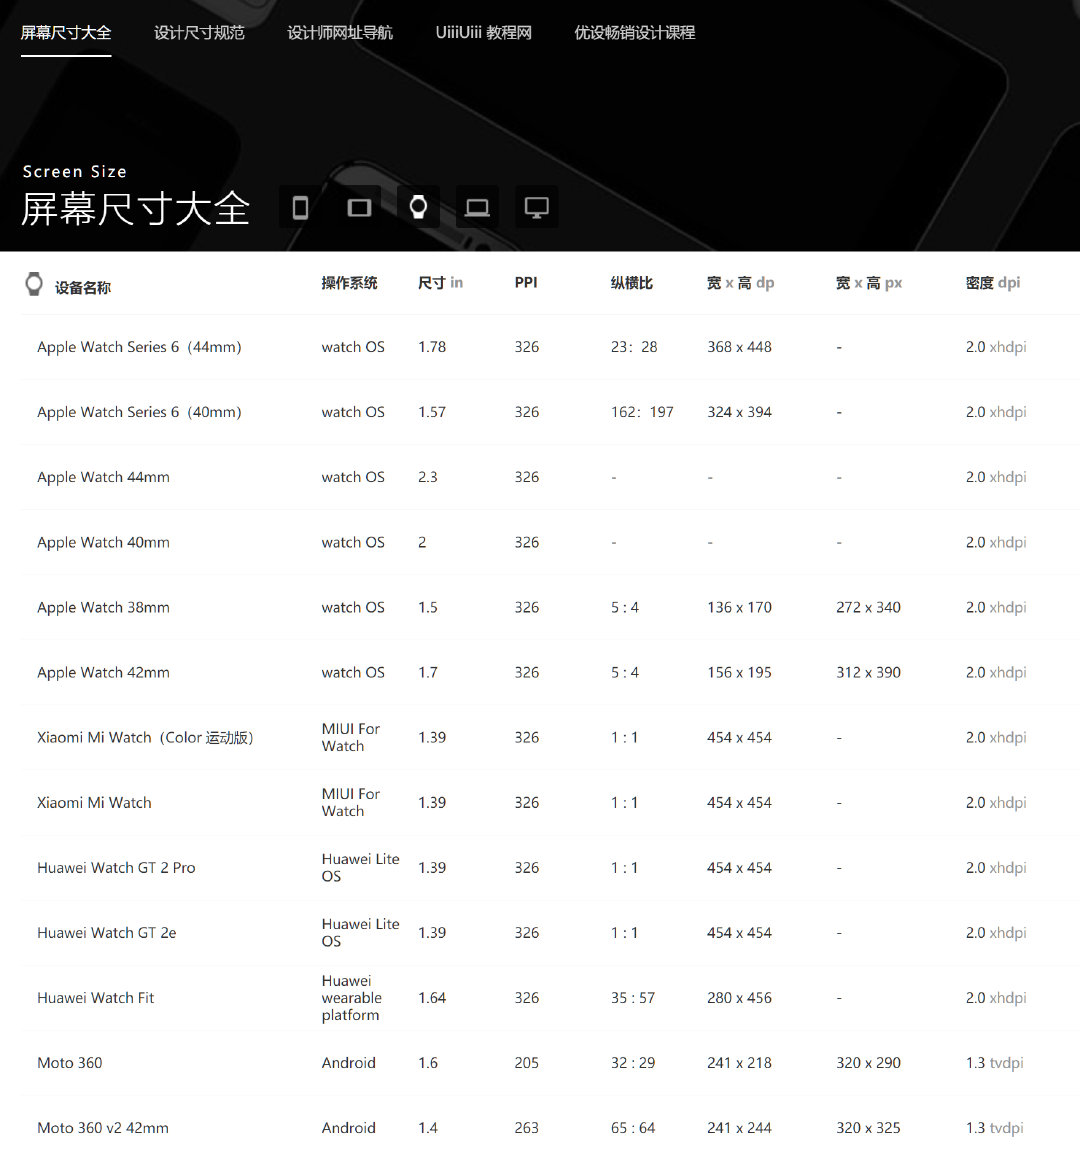 屏幕尺寸大全 设计尺寸规范 设计师网址导航 UiiiUiii 教程网 优设畅销设计课程
Screen Size
屏幕尺寸大全
设备名称 操作系统 尺寸 in PPI 纵横比 宽 x 高 dp 宽 x 高 px 密度 dpi
Apple Watch Series 6（44mm） watch OS 1.78 326 23：28 368 x 448 - 2.0 xhdpi
Apple Watch Series 6（40mm） watch OS 1.57 326 162：197 324 x 394 - 2.0 xhdpi
Apple Watch 44mm watch OS 2.3 326 - - - 2.0 xhdpi
Apple Watch 40mm watch OS 2 326 - - - 2.0 xhdpi
Apple Watch 38mm watch OS 1.5 326 5 : 4 136 x 170 272 x 340 2.0 xhdpi
Apple Watch 42mm watch OS 1.7 326 5 : 4 156 x 195 312 x 390 2.0 xhdpi
Xiaomi Mi Watch（Color 运动版） MIUI For Watch 1.39 326 1 : 1 454 x 454 - 2.0 xhdpi
Xiaomi Mi Watch MIUI For Watch 1.39 326 1 : 1 454 x 454 - 2.0 xhdpi
Huawei Watch GT 2 Pro Huawei Lite OS 1.39 326 1 : 1 454 x 454 - 2.0 xhdpi
Huawei Watch GT 2e Huawei Lite OS 1.39 326 1 : 1 454 x 454 - 2.0 xhdpi
Huawei Watch Fit Huawei wearable platform 1.64 326 35 : 57 280 x 456 - 2.0 xhdpi
Moto 360 Android 1.6 205 32 : 29 241 x 218 320 x 290 1.3 tvdpi
Moto 360 v2 42mm Android 1.4 263 65 : 64 241 x 244 320 x 325 1.3 tvdpi